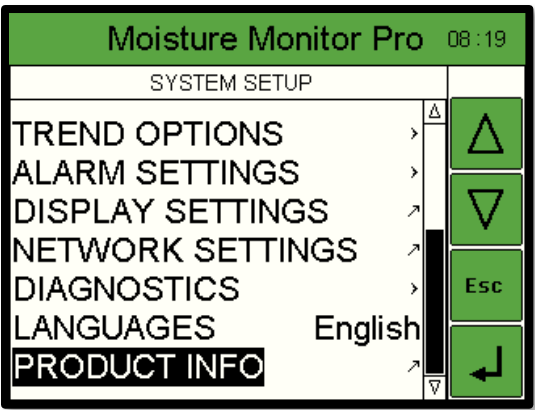 Moisture Monitor Pro 08:19
SYSTEM SETUP
TREND OPTIONS ›
ALARM SETTINGS ›
DISPLAY SETTINGS ↗
NETWORK SETTINGS ↗
DIAGNOSTICS ›
LANGUAGES English
PRODUCT INFO ↗
Esc